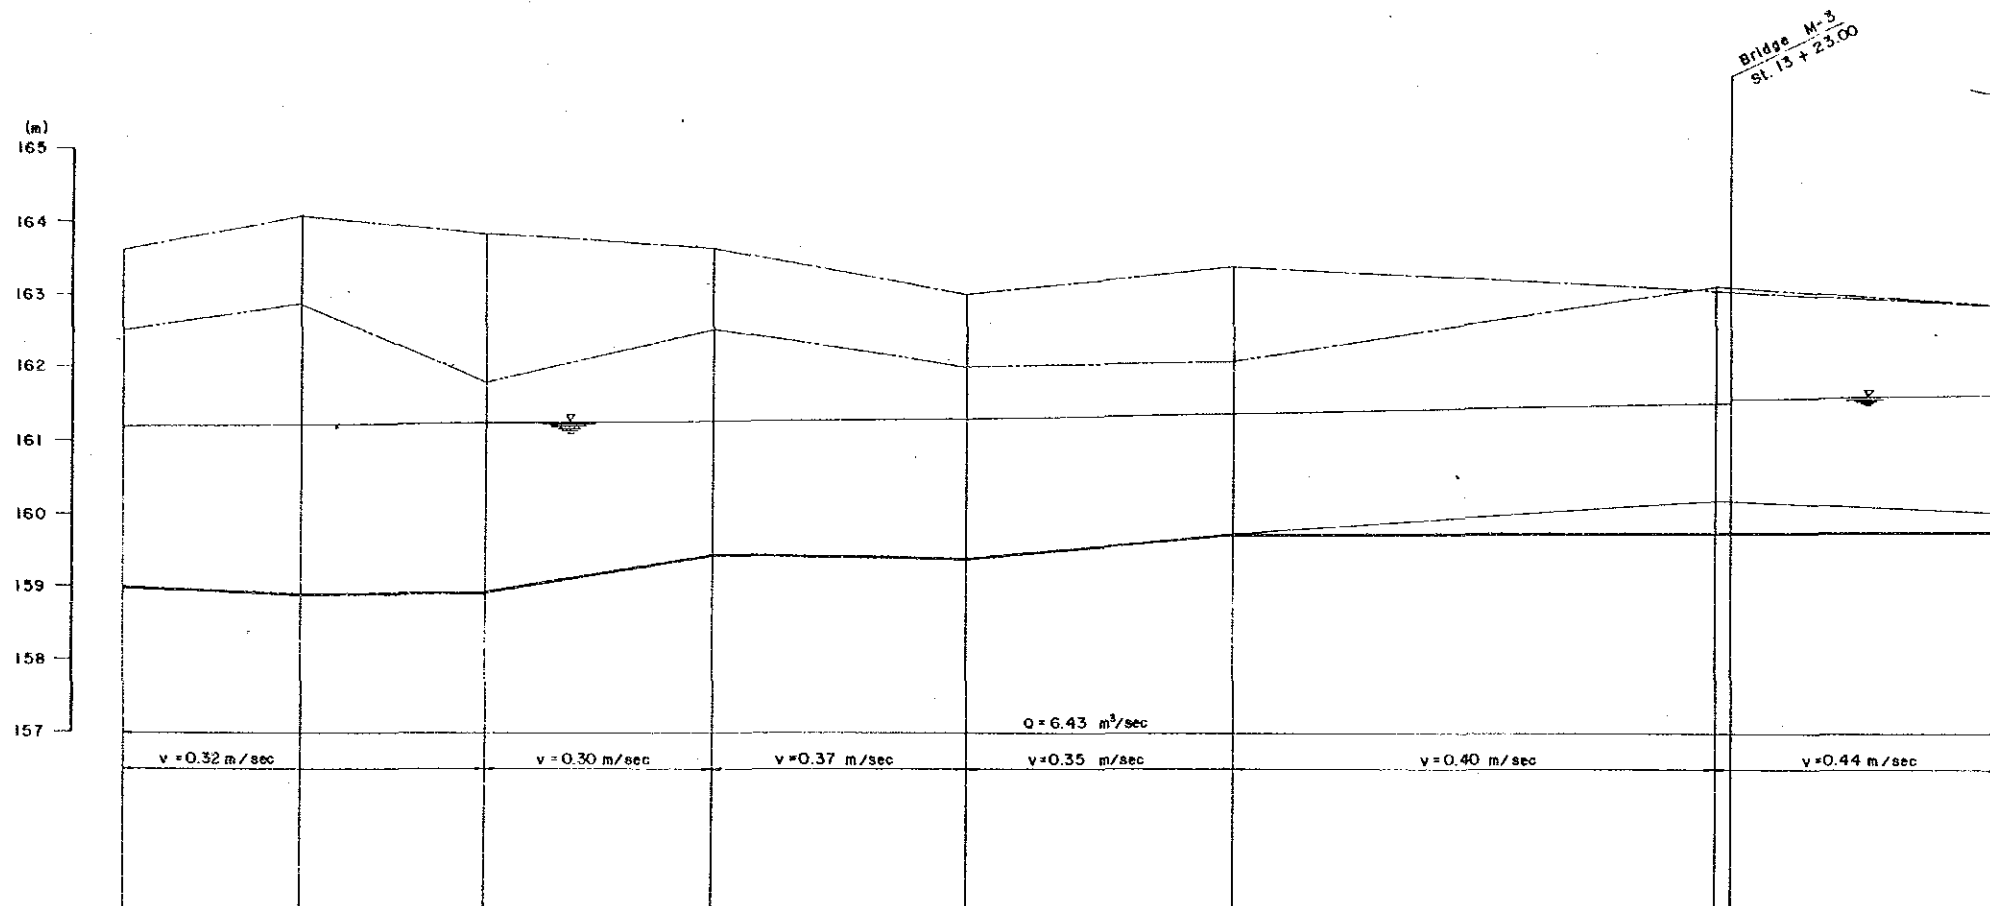 Bridge M-3
St. 13 + 23.00
(m)
165
164
163
162
161
160
159
158
157
Q = 6.43 m³/sec
v = 0.32 m/sec
v = 0.30 m/sec
v = 0.37 m/sec
v = 0.35 m/sec
v = 0.40 m/sec
v = 0.44 m/sec